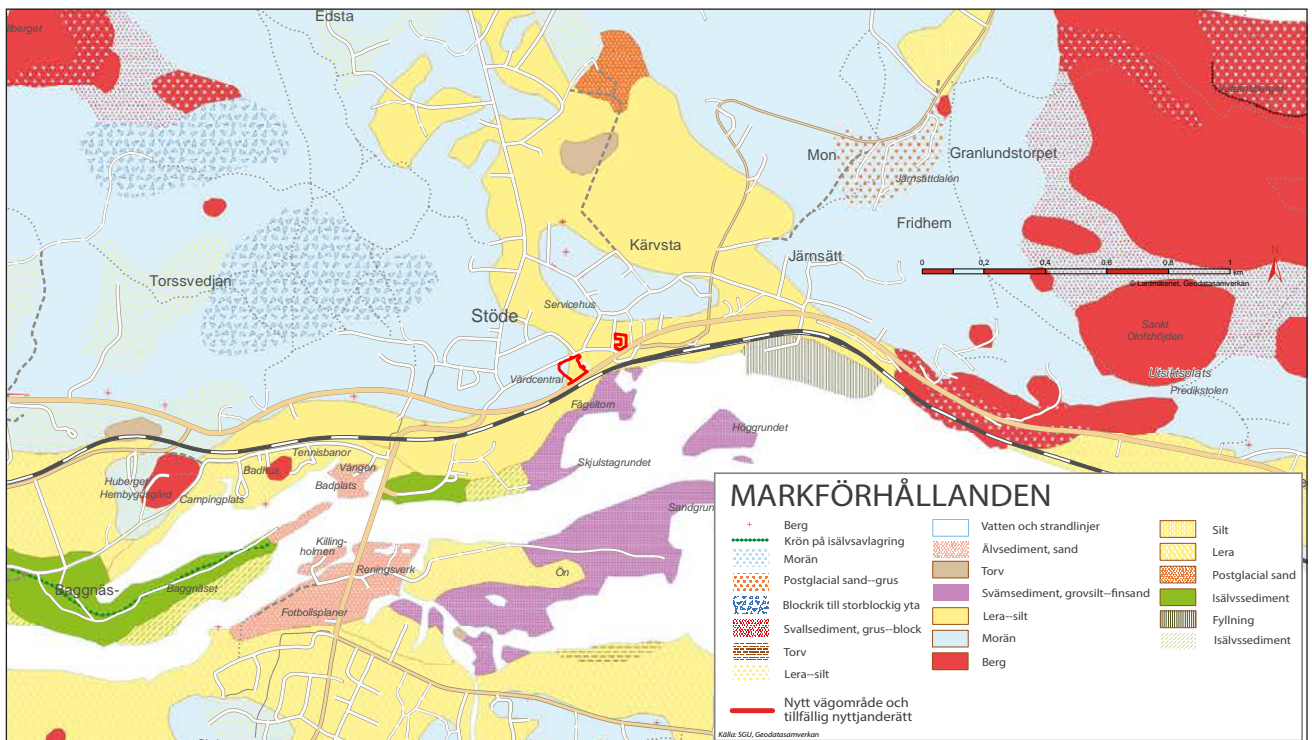 Edsta
Mon
Granlundstorpet
Järnsättdalen
Fridhem
Kärvsta
Järnsätt
N
0 0,2 0,4 0,6 0,8 1
km
© Lantmäteriet, Geodatasamverkan
Torssvedjan
Servicehus
Stöde
Sankt
Olofshöjden
Vårdcentral
Utsiktsplats
Predikstolen
Fågeltorn
Höggrundet
Tennisbanor
Skjulstagrundet
Badhus
Vången
Huberget
Hembygdsgård
Campingplats
Badplats
Killing-
holmen
Reningsverk
Ön
Baggnäs-
Baggnäset
Fotbollsplaner
MARKFÖRHÅLLANDEN
Berg
Krön på isälvsavlagring
Morän
Postglacial sand--grus
Blockrik till storblockig yta
Svallsediment, grus--block
Torv
Lera--silt
Nytt vägområde och
tillfällig nyttjanderätt
Vatten och strandlinjer
Älvsediment, sand
Torv
Svämsediment, grovsilt--finsand
Lera--silt
Morän
Berg
Silt
Lera
Postglacial sand
Isälvssediment
Fyllning
Isälvssediment
Källa: SGU, Geodatasamverkan